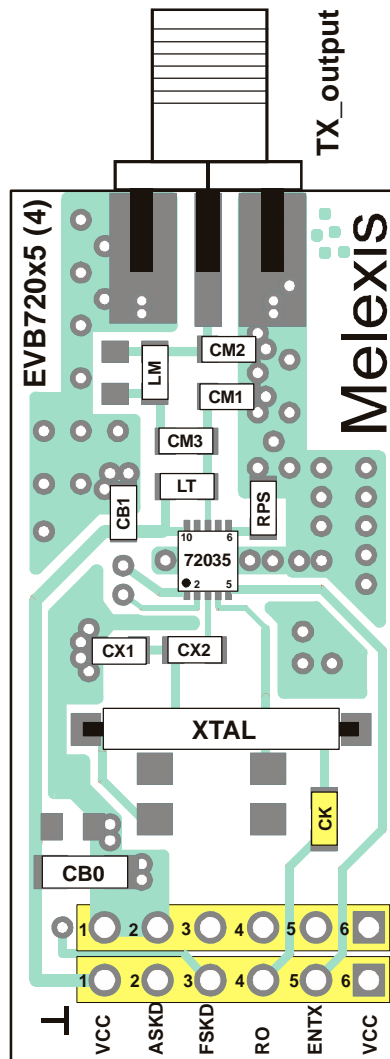 TX_output
EVB720x5 (4)
Melexis
CM2
LM
CM1
CM3
LT
CB1
RPS
10 6
72035
2 5
CX1 CX2
XTAL
CK
CB0
1 2 3 4 5 6
1 2 3 4 5 6
VCC ASKD FSKD RO ENTX VCC